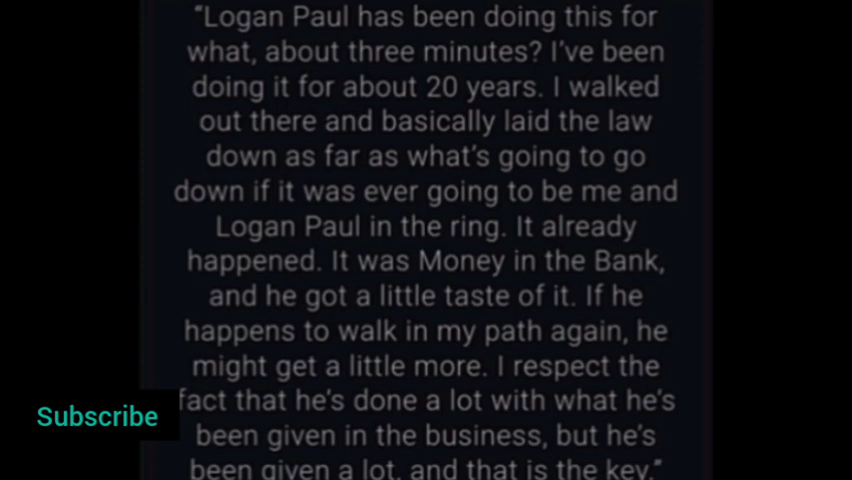 “Logan Paul has been doing this for
what, about three minutes? I’ve been
doing it for about 20 years. I walked
out there and basically laid the law
down as far as what’s going to go
down if it was ever going to be me and
Logan Paul in the ring. It already
happened. It was Money in the Bank,
and he got a little taste of it. If he
happens to walk in my path again, he
might get a little more. I respect the
fact that he’s done a lot with what he’s
been given in the business, but he’s
been given a lot, and that is the key.”
Subscribe